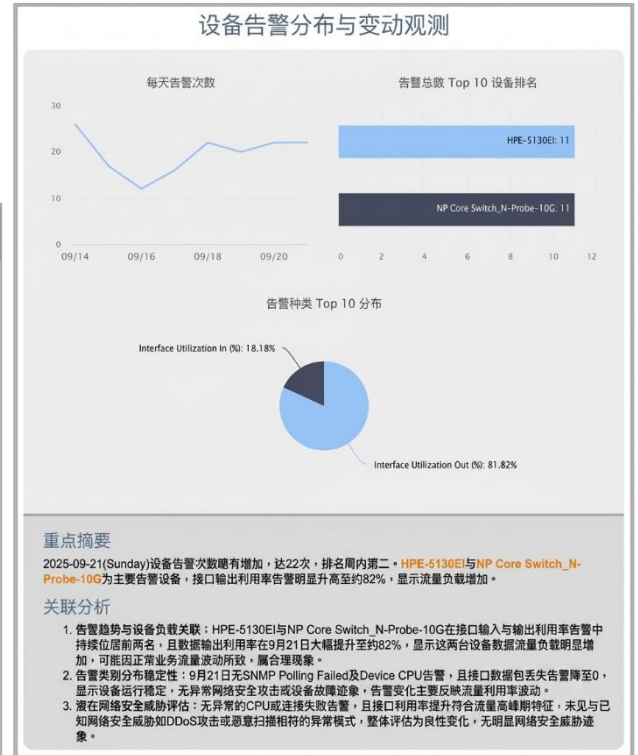 设备告警分布与变动观测
每天告警次数
30
20
10
0
09/14
09/16
09/18
09/20
告警总数 Top 10 设备排名
HPE-5130EI: 11
NP Core Switch_N-Probe-10G: 11
0
2
4
6
8
10
12
告警种类 Top 10 分布
Interface Utilization In (%): 18.18%
Interface Utilization Out (%): 81.82%
重点摘要
2025-09-21(Sunday)设备告警次数略有增加，达22次，排名周内第二。HPE-5130EI与NP Core Switch_N-
Probe-10G为主要告警设备，接口输出利用率告警明显升高至约82%，显示流量负载增加。
关联分析
1. 告警趋势与设备负载关联：HPE-5130EI与NP Core Switch_N-Probe-10G在接口输入与输出利用率告警中
持续位居前两名，且数据输出利用率在9月21日大幅提升至约82%，显示这两台设备数据流量负载明显增
加，可能因正常业务流量波动所致，属合理现象。
2. 告警类别分布稳定性：9月21日无SNMP Polling Failed及Device CPU告警，且接口数据包丢失告警降至0，
显示设备运行稳定，无异常网络安全攻击或设备故障迹象，告警变化主要反映流量利用率波动。
3. 潜在网络安全威胁评估：无异常的CPU或连接失败告警，且接口利用率提升符合流量高峰期特征，未见与已
知网络安全威胁如DDoS攻击或恶意扫描相符的异常模式，整体评估为良性变化，无明显网络安全威胁迹
象。